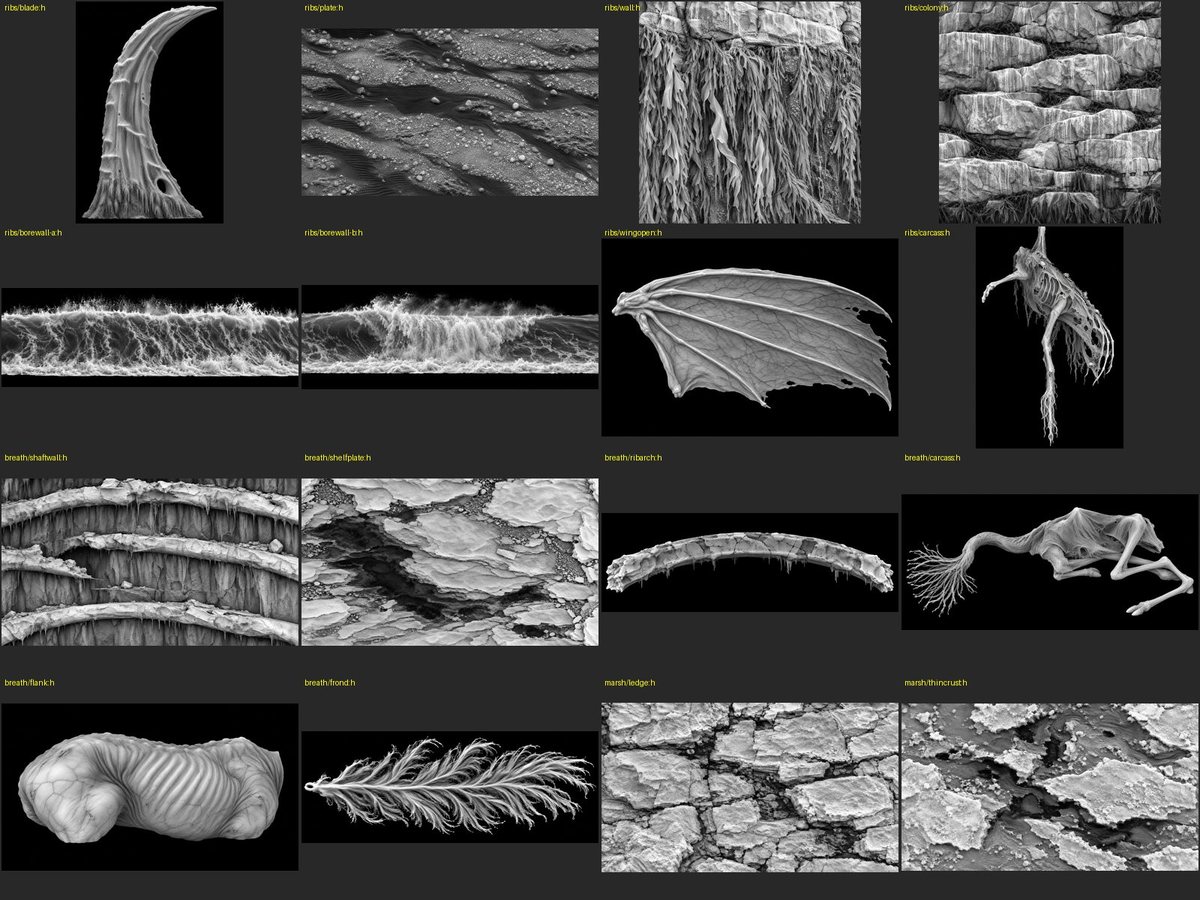 ribs/blade:h
ribs/plate:h
ribs/wall:h
ribs/colony:h
ribs/borewall-a:h
ribs/borewall-b:h
ribs/wingopen:h
ribs/carcass:h
breath/shaftwall:h
breath/shelfplate:h
breath/ribarch:h
breath/carcass:h
breath/flank:h
breath/frond:h
marsh/ledge:h
marsh/thincrust:h